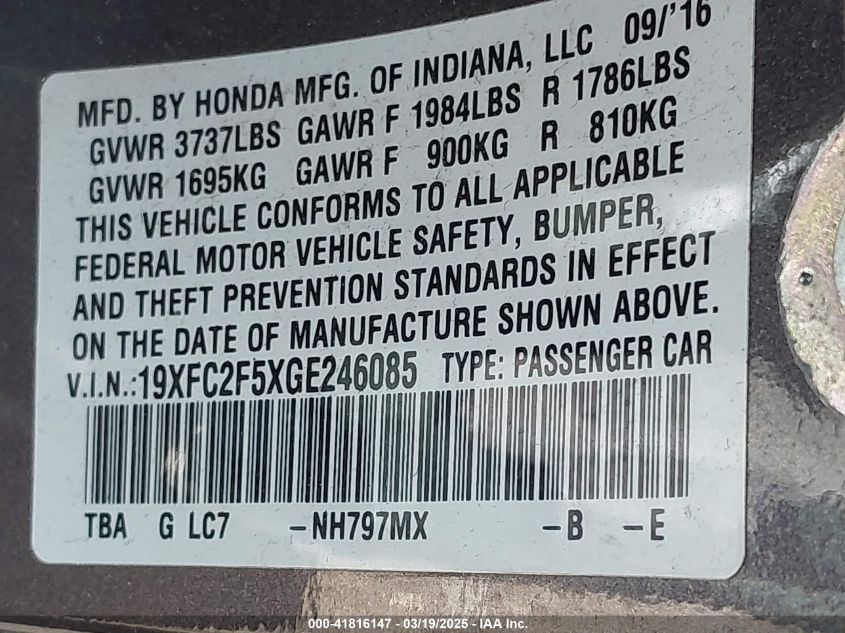 MFD. BY HONDA MFG. OF INDIANA, LLC 09/'16
GVWR 3737LBS GAWR F 1984LBS R 1786LBS
GVWR 1695KG GAWR F 900KG R 810KG
THIS VEHICLE CONFORMS TO ALL APPLICABLE
FEDERAL MOTOR VEHICLE SAFETY, BUMPER,
AND THEFT PREVENTION STANDARDS IN EFFECT
ON THE DATE OF MANUFACTURE SHOWN ABOVE.
V.I.N.:19XFC2F5XGE246085 TYPE: PASSENGER CAR
TBA G LC7 -NH797MX -B -E
000-41816147 - 03/19/2025 - IAA Inc.